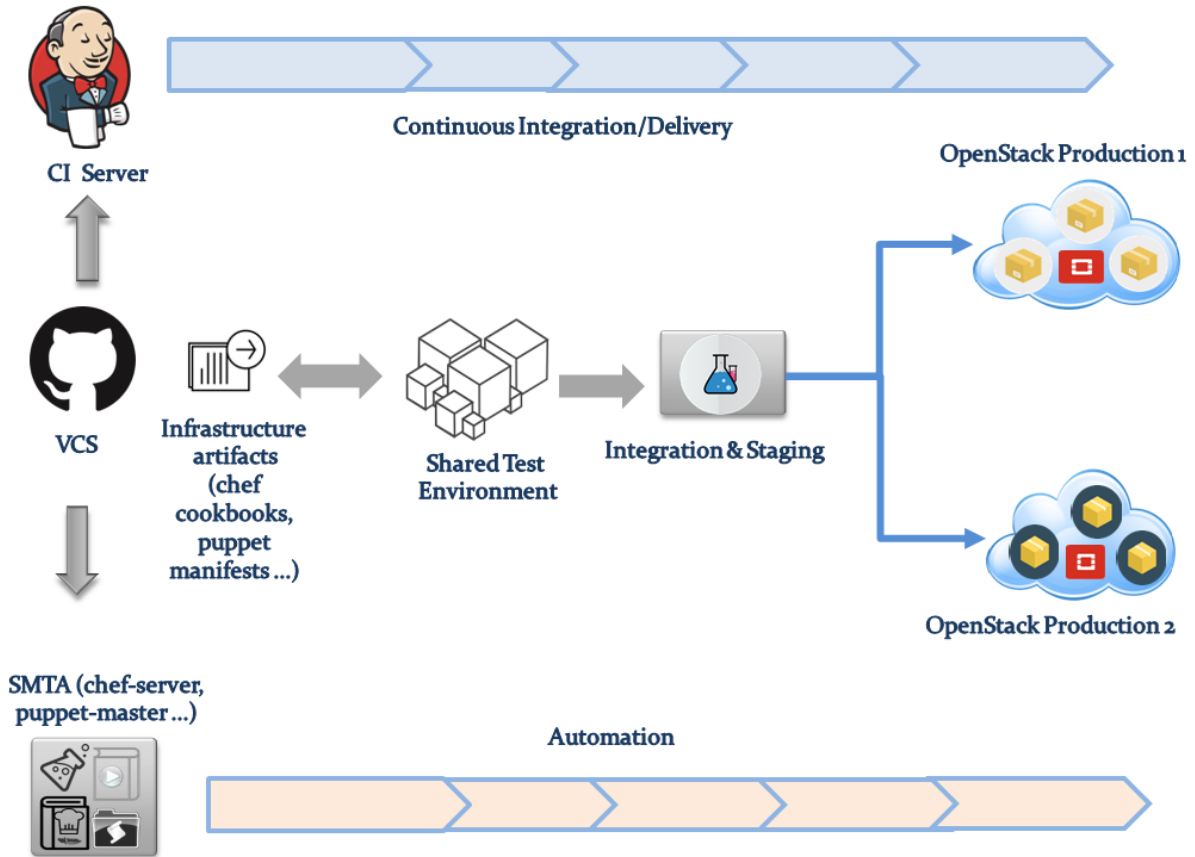 Continuous Integration/Delivery
CI Server
OpenStack Production 1
VCS
Infrastructure
artifacts
(chef
cookbooks,
puppet
manifests ...)
Shared Test
Environment
Integration & Staging
OpenStack Production 2
SMTA (chef-server,
puppet-master ...)
Automation